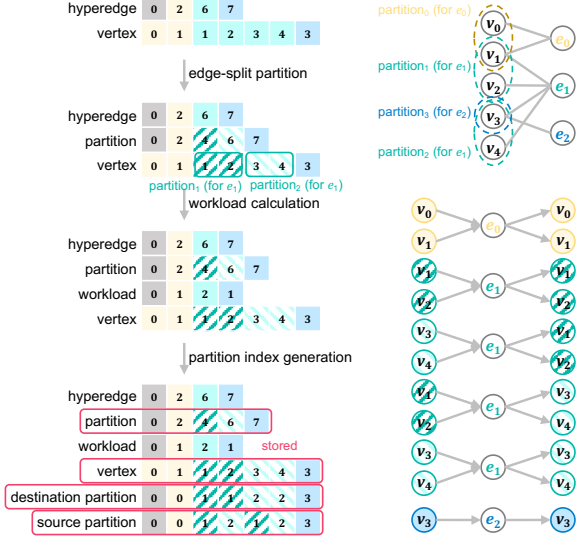 hyperedge 0 2 6 7
vertex 0 1 1 2 3 4 3
edge-split partition
hyperedge 0 2 6 7
partition 0 2 4 6 7
vertex 0 1 1 2 3 4 3
partition1 (for e1) partition2 (for e1)
workload calculation
hyperedge 0 2 6 7
partition 0 2 4 6 7
workload 0 1 2 1
vertex 0 1 1 2 3 4 3
partition index generation
hyperedge 0 2 6 7
partition 0 2 4 6 7
workload 0 1 2 1 stored
vertex 0 1 1 2 3 4 3
destination partition 0 0 1 1 2 2 3
source partition 0 0 1 2 1 2 3
partition0 (for e0)
v0
e0
v1
partition1 (for e1)
v2
e1
partition3 (for e2)
v3
e2
v4
partition2 (for e1)
v0 v0
e0
v1 v1
v1 v1
e1
v2 v2
v3 v1
e1
v4 v2
v1 v3
e1
v2 v4
v3 v3
e1
v4 v4
v3 e2 v3